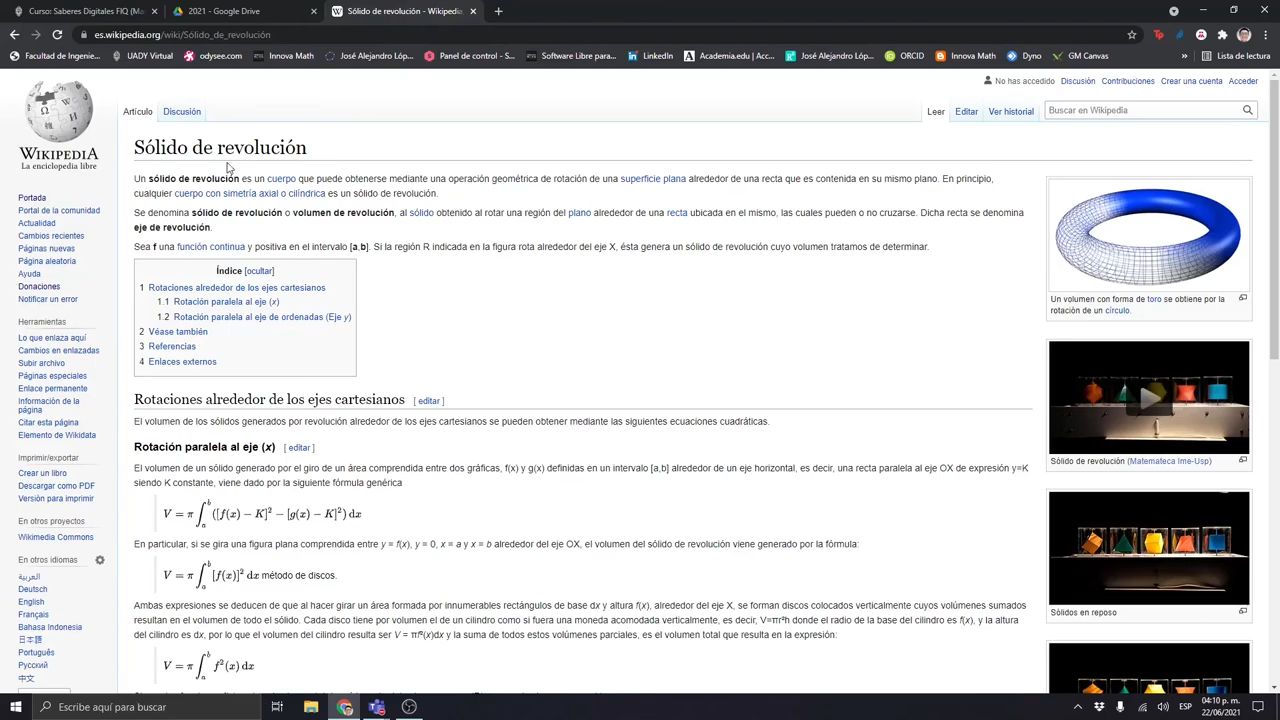 Curso: Saberes Digitales FIQ (Ma
2021 - Google Drive
Sólido de revolución - Wikipedia,
es.wikipedia.org/wiki/Sólido_de_revolución
Facultad de Ingenie...
UADY Virtual
odysee.com
Innova Math
José Alejandro Lóp...
Panel de control - S...
Software Libre para...
LinkedIn
Academia.edu/...
José Alejandro Lóp...
ORCID
Innova Math
Dyno
GM Canvas
»
Lista de lectura
No has accedido Discusión Contribuciones Crear una cuenta Acceder
Artículo Discusión
Leer Editar Ver historial Buscar en Wikipedia
WIKIPEDIA
La enciclopedia libre
Portada
Portal de la comunidad
Actualidad
Cambios recientes
Páginas nuevas
Página aleatoria
Ayuda
Donaciones
Notificar un error
Herramientas
Lo que enlaza aquí
Cambios en enlazadas
Subir archivo
Páginas especiales
Enlace permanente
Información de la
página
Citar esta página
Elemento de Wikidata
Imprimir/exportar
Crear un libro
Descargar como PDF
Versión para imprimir
En otros proyectos
Wikimedia Commons
En otros idiomas
العربية
Deutsch
English
Français
Bahasa Indonesia
日本語
Português
Русский
中文
Sólido de revolución
Un sólido de revolución es un cuerpo que puede obtenerse mediante una operación geométrica de rotación de una superficie plana alrededor de una recta que es contenida en su mismo plano. En principio,
cualquier cuerpo con simetría axial o cilíndrica es un sólido de revolución.
Se denomina sólido de revolución o volumen de revolución, al sólido obtenido al rotar una región del plano alrededor de una recta ubicada en el mismo, las cuales pueden o no cruzarse. Dicha recta se denomina
eje de revolución.
Sea f una función continua y positiva en el intervalo [a,b]. Si la región R indicada en la figura rota alrededor del eje X, ésta genera un sólido de revolución cuyo volumen tratamos de determinar.
Índice [ocultar]
1 Rotaciones alrededor de los ejes cartesianos
1.1 Rotación paralela al eje (x)
1.2 Rotación paralela al eje de ordenadas (Eje y)
2 Véase también
3 Referencias
4 Enlaces externos
Rotaciones alrededor de los ejes cartesianos [ editar ]
El volumen de los sólidos generados por revolución alrededor de los ejes cartesianos se pueden obtener mediante las siguientes ecuaciones cuadráticas.
Rotación paralela al eje (x) [ editar ]
El volumen de un sólido generado por el giro de un área comprendida entre dos gráficas, f(x) y g(x) definidas en un intervalo [a,b] alrededor de un eje horizontal, es decir, una recta paralela al eje OX de expresión y=K
siendo K constante, viene dado por la siguiente fórmula genérica
V = π ∫_a^b ([f(x) − K]² − [g(x) − K]²) dx
En particular, si se gira una figura plana comprendida entre y = f(x), y = 0, x = a y x = b alrededor del eje OX, el volumen del sólido de revolución viene generado por la fórmula:
V = π ∫_a^b [f(x)]² dx método de discos.
Ambas expresiones se deducen de que al hacer girar un área formada por innumerables rectángulos de base dx y altura f(x), alrededor del eje X; se forman discos colocados verticalmente cuyos volúmenes sumados
resultan en el volumen de todo el sólido. Cada disco tiene por volumen el de un cilindro como si fuera una moneda acomodada verticalmente, es decir, V=πr²h donde el radio de la base del cilindro es f(x), y la altura
del cilindro es dx, por lo que el volumen del cilindro resulta ser V = πf²(x)dx y la suma de todos estos volúmenes parciales, es el volumen total que resulta en la expresión:
V = π ∫_a^b f²(x) dx
Un volumen con forma de toro se obtiene por la
rotación de un círculo.
Sólido de revolución (Matemateca Ime-Usp)
Sólidos en reposo
Escribe aquí para buscar
ESP
04:10 p. m.
22/06/2021